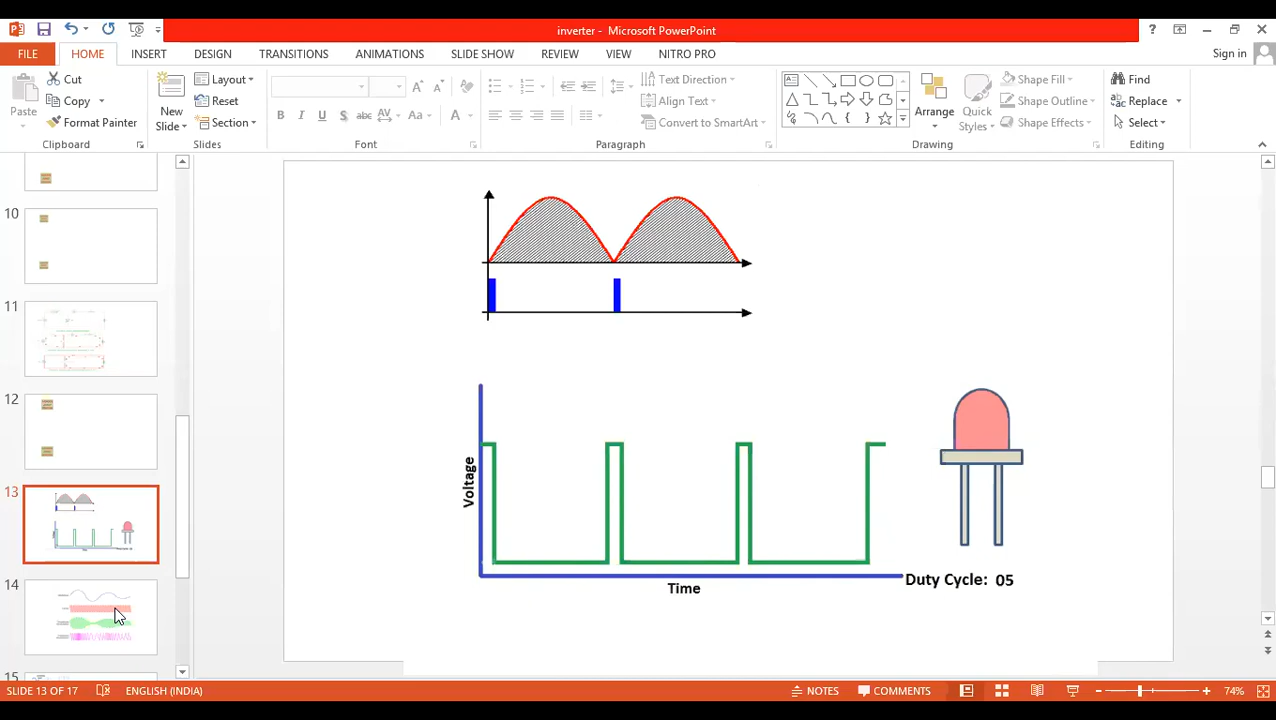 inverter - Microsoft PowerPoint
?
Sign in
FILE HOME INSERT DESIGN TRANSITIONS ANIMATIONS SLIDE SHOW REVIEW VIEW NITRO PRO
Paste
Cut
Copy
Format Painter
Clipboard
New Slide
Layout
Reset
Section
Slides
B I U S abc AV Aa A
Font
Text Direction
Align Text
Convert to SmartArt
Paragraph
Arrange
Quick Styles
Shape Fill
Shape Outline
Shape Effects
Drawing
Find
Replace
Select
Editing
10
11
12
13
14
15
Voltage
Time
Duty Cycle: 05
SLIDE 13 OF 17
ENGLISH (INDIA)
NOTES
COMMENTS
74%